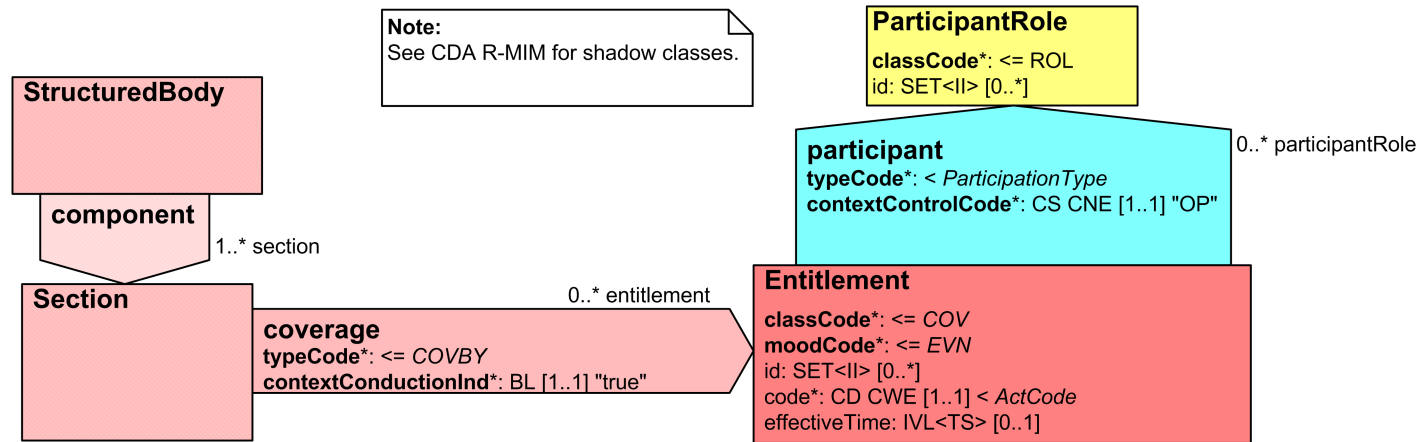 Note:
See CDA R-MIM for shadow classes.
ParticipantRole
classCode*: <= ROL
id: SET<II> [0..*]
StructuredBody
0..* participantRole
participant
typeCode*: < ParticipationType
contextControlCode*: CS CNE [1..1] "OP"
component
1..* section
Section
0..* entitlement
coverage
typeCode*: <= COVBY
contextConductionInd*: BL [1..1] "true"
Entitlement
classCode*: <= COV
moodCode*: <= EVN
id: SET<II> [0..*]
code*: CD CWE [1..1] < ActCode
effectiveTime: IVL<TS> [0..1]